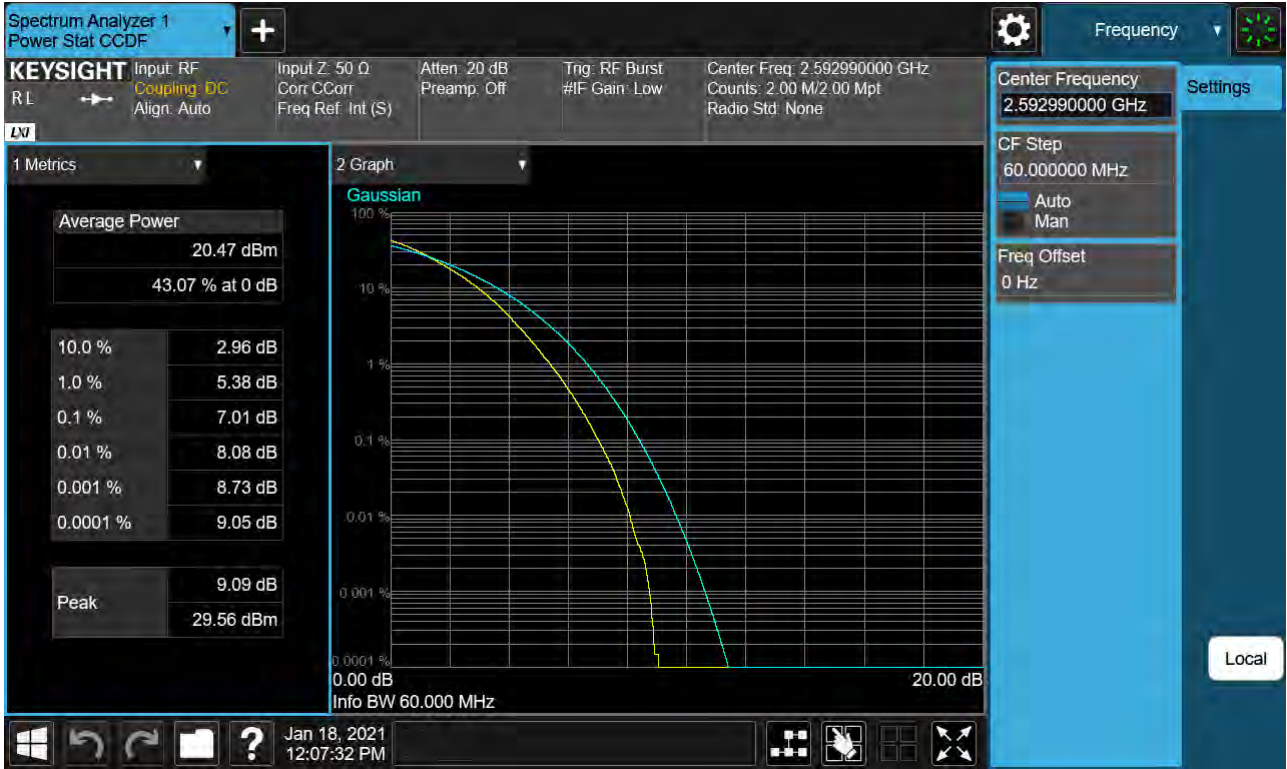 Spectrum Analyzer 1
Power Stat CCDF
Frequency
KEYSIGHT
R L
LXI
Input: RF
Coupling: DC
Align: Auto
Input Z: 50 Ω
Corr CCorr
Freq Ref: Int (S)
Atten: 20 dB
Preamp: Off
Trig: RF Burst
#IF Gain: Low
Center Freq: 2.592990000 GHz
Counts: 2.00 M/2.00 Mpt
Radio Std: None
Center Frequency
2.592990000 GHz
Settings
CF Step
60.000000 MHz
Auto
Man
Freq Offset
0 Hz
Local
1 Metrics
Average Power
20.47 dBm
43.07 % at 0 dB
10.0 % 2.96 dB
1.0 % 5.38 dB
0.1 % 7.01 dB
0.01 % 8.08 dB
0.001 % 8.73 dB
0.0001 % 9.05 dB
Peak
9.09 dB
29.56 dBm
2 Graph
Gaussian
100 %
10 %
1 %
0.1 %
0.01 %
0.001 %
0.0001 %
0.00 dB 20.00 dB
Info BW 60.000 MHz
?
Jan 18, 2021
12:07:32 PM